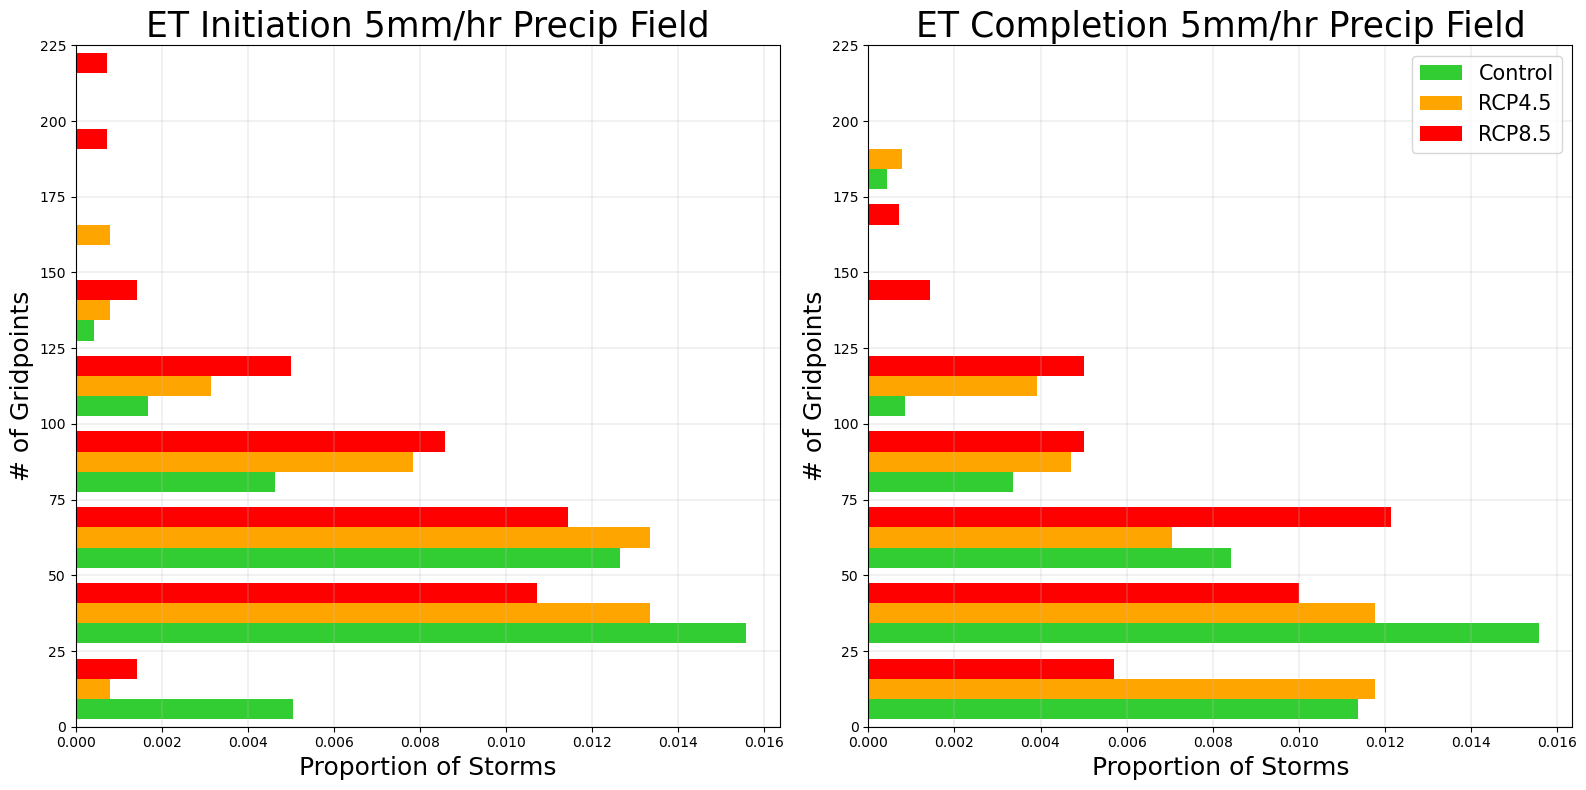 ET Initiation 5mm/hr Precip Field
225
200
175
150
125
100
75
50
25
0
# of Gridpoints
0.000 0.002 0.004 0.006 0.008 0.010 0.012 0.014 0.016
Proportion of Storms
ET Completion 5mm/hr Precip Field
Control
RCP4.5
RCP8.5
225
200
175
150
125
100
75
50
25
0
# of Gridpoints
0.000 0.002 0.004 0.006 0.008 0.010 0.012 0.014 0.016
Proportion of Storms